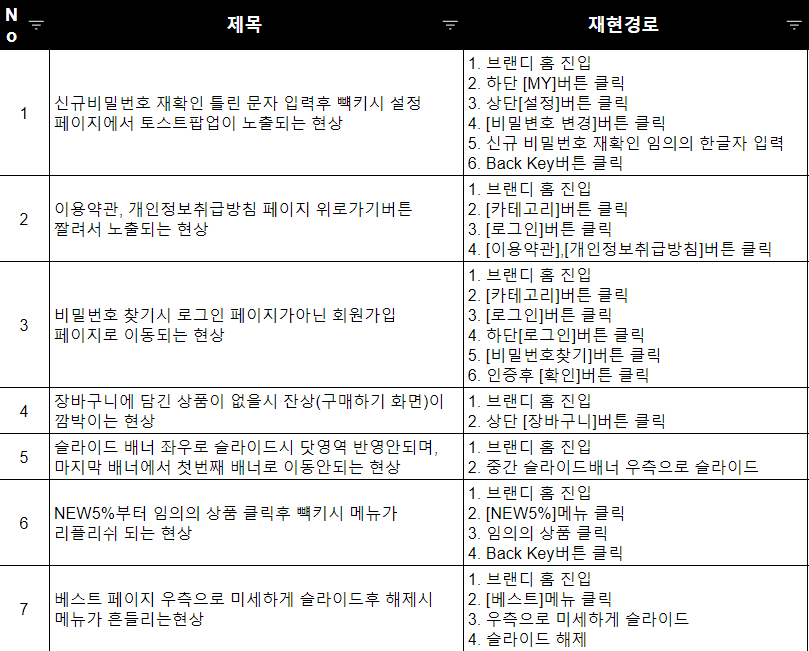 No
제목
재현경로
1
신규비밀번호 재확인 틀린 문자 입력후 빽키시 설정
페이지에서 토스트팝업이 노출되는 현상
1. 브랜디 홈 진입
2. 하단 [MY]버튼 클릭
3. 상단[설정]버튼 클릭
4. [비밀변호 변경]버튼 클릭
5. 신규 비밀번호 재확인 임의의 한글자 입력
6. Back Key버튼 클릭
2
이용약관, 개인정보취급방침 페이지 위로가기버튼
짤려서 노출되는 현상
1. 브랜디 홈 진입
2. [카테고리]버튼 클릭
3. [로그인]버튼 클릭
4. [이용약관],[개인정보취급방침]버튼 클릭
3
비밀번호 찾기시 로그인 페이지가아닌 회원가입
페이지로 이동되는 현상
1. 브랜디 홈 진입
2. [카테고리]버튼 클릭
3. [로그인]버튼 클릭
4. 하단[로그인]버튼 클릭
5. [비밀번호찾기]버튼 클릭
6. 인증후 [확인]버튼 클릭
4
장바구니에 담긴 상품이 없을시 잔상(구매하기 화면)이
깜박이는 현상
1. 브랜디 홈 진입
2. 상단 [장바구니]버튼 클릭
5
슬라이드 배너 좌우로 슬라이드시 닷영역 반영안되며,
마지막 배너에서 첫번째 배너로 이동안되는 현상
1. 브랜디 홈 진입
2. 중간 슬라이드배너 우측으로 슬라이드
6
NEW5%부터 임의의 상품 클릭후 빽키시 메뉴가
리플리쉬 되는 현상
1. 브랜디 홈 진입
2. [NEW5%]메뉴 클릭
3. 임의의 상품 클릭
4. Back Key버튼 클릭
7
베스트 페이지 우측으로 미세하게 슬라이드후 해제시
메뉴가 흔들리는현상
1. 브랜디 홈 진입
2. [베스트]메뉴 클릭
3. 우측으로 미세하게 슬라이드
4. 슬라이드 해제